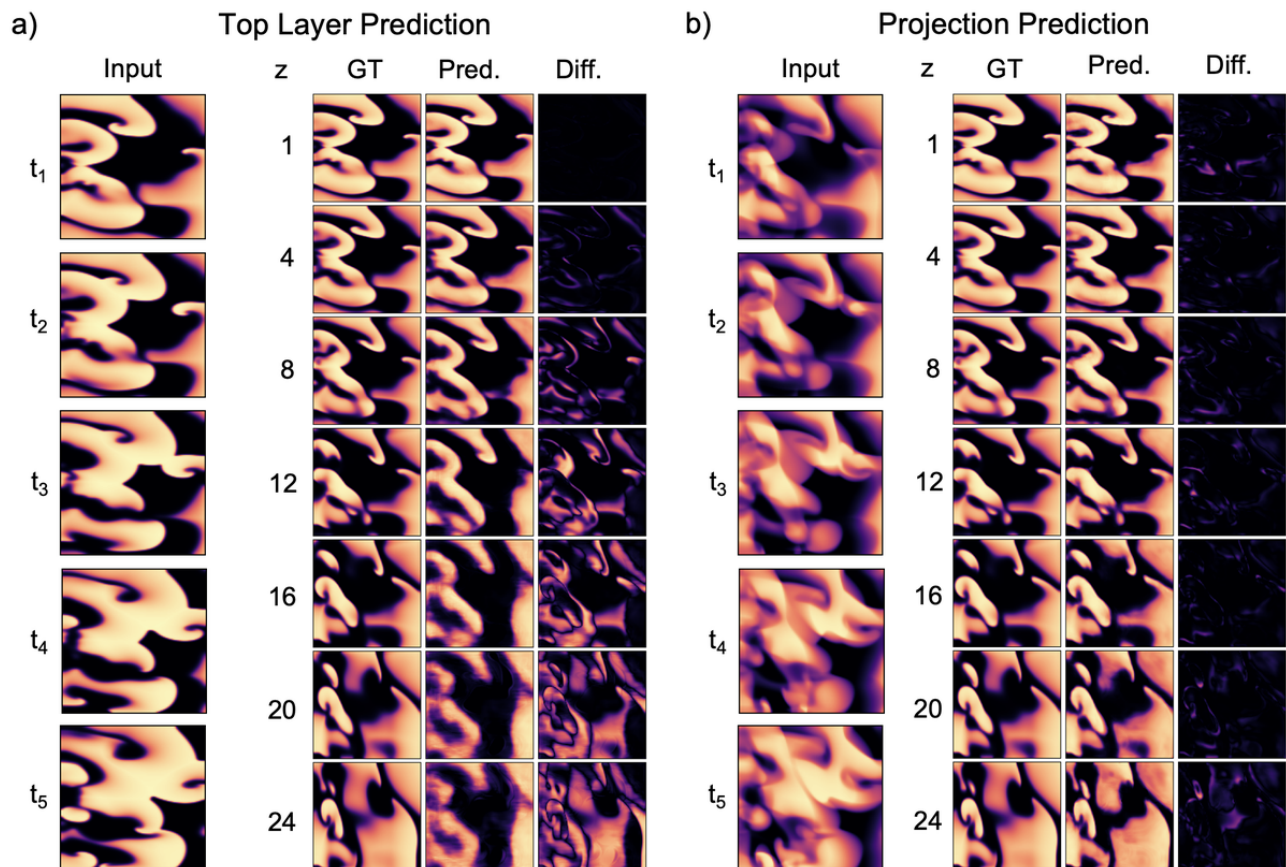 a) Top Layer Prediction
Input z GT Pred. Diff.
t1
t2
t3
t4
t5
1
4
8
12
16
20
24
b) Projection Prediction
Input z GT Pred. Diff.
t1
t2
t3
t4
t5
1
4
8
12
16
20
24